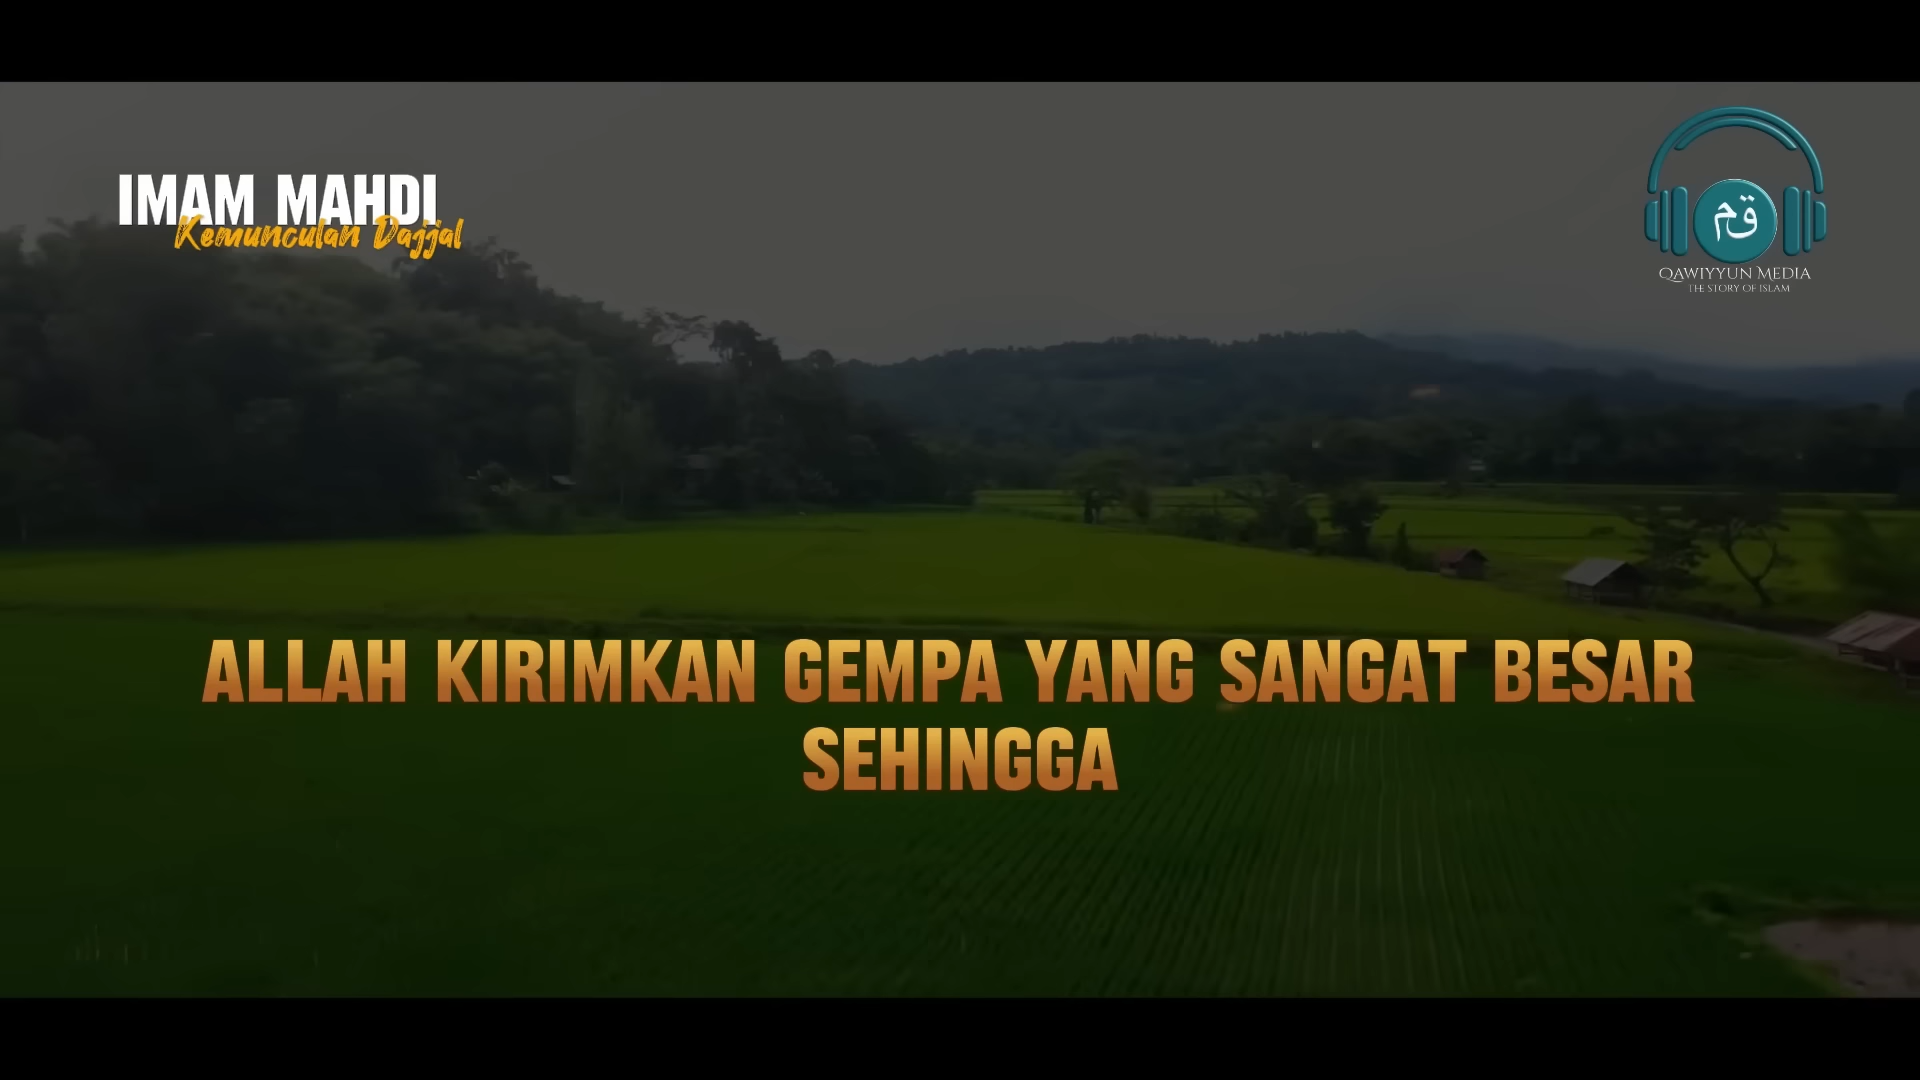 IMAM MAHDI
Kemunculan Dajjal
قم
QAWIYYUN MEDIA
THE STORY OF ISLAM
ALLAH KIRIMKAN GEMPA YANG SANGAT BESAR
SEHINGGA